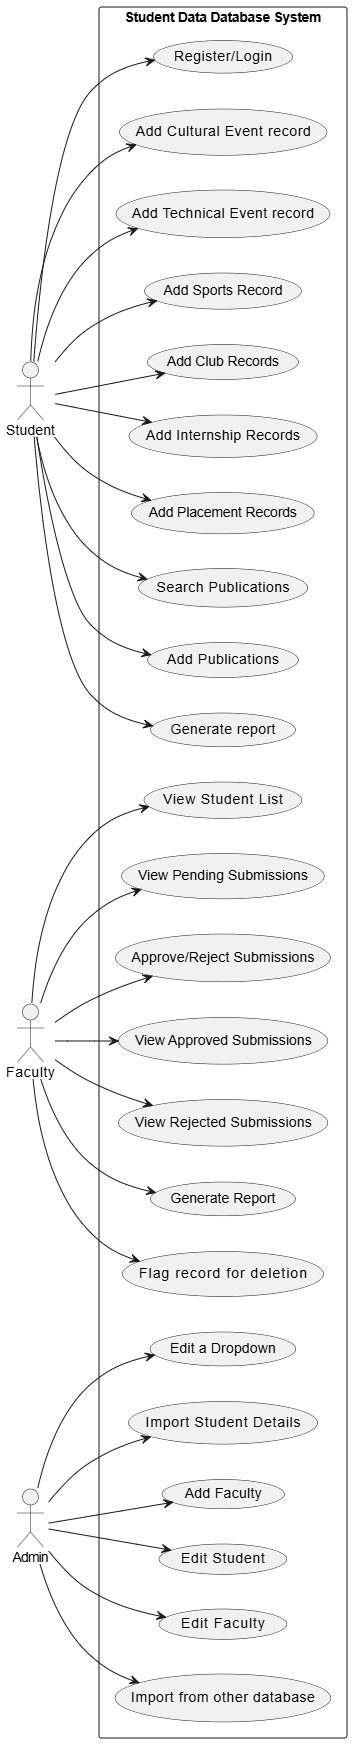 Student Data Database System
Register/Login
Add Cultural Event record
Add Technical Event record
Add Sports Record
Add Club Records
Student
Add Internship Records
Add Placement Records
Search Publications
Add Publications
Generate report
View Student List
View Pending Submissions
Approve/Reject Submissions
View Approved Submissions
Faculty
View Rejected Submissions
Generate Report
Flag record for deletion
Edit a Dropdown
Import Student Details
Add Faculty
Admin
Edit Student
Edit Faculty
Import from other database